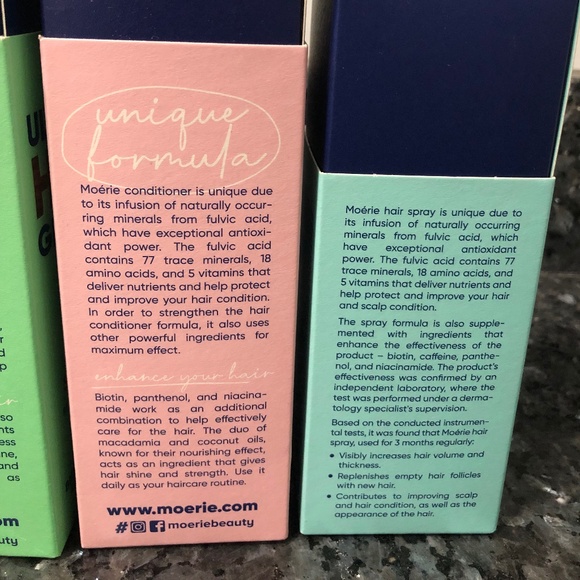 unique
formula
Moérie conditioner is unique due
to its infusion of naturally occur-
ring minerals from fulvic acid,
which have exceptional antioxi-
dant power. The fulvic acid
contains 77 trace minerals, 18
amino acids, and 5 vitamins that
deliver nutrients and help protect
and improve your hair condition.
In order to strengthen the hair
conditioner formula, it also uses
other powerful ingredients for
maximum effect.
enhance your hair
Biotin, panthenol, and niacina-
mide work as an additional
combination to help effectively
care for the hair. The duo of
macadamia and coconut oils,
known for their nourishing effect,
acts as an ingredient that gives
hair shine and strength. Use it
daily as your haircare routine.
www.moerie.com
# moeriebeauty
Moérie hair spray is unique due to
its infusion of naturally occurring
minerals from fulvic acid, which
have exceptional antioxidant
power. The fulvic acid contains 77
trace minerals, 18 amino acids, and
5 vitamins that deliver nutrients and
help protect and improve your hair
and scalp condition.
The spray formula is also supple-
mented with ingredients that
enhance the effectiveness of the
product – biotin, caffeine, panthe-
nol, and niacinamide. The product's
effectiveness was confirmed by an
independent laboratory, where the
test was performed under a derma-
tology specialist's supervision.
Based on the conducted instrumen-
tal tests, it was found that Moérie hair
spray, used for 3 months regularly:
• Visibly increases hair volume and
thickness.
• Replenishes empty hair follicles
with new hair.
• Contributes to improving scalp
and hair condition, as well as the
appearance of the hair.